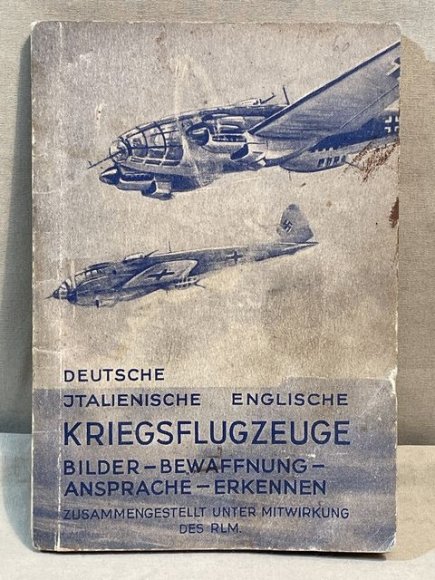 DEUTSCHE
JTALIENISCHE ENGLISCHE
KRIEGSFLUGZEUGE
BILDER – BEWAFFNUNG –
ANSPRACHE – ERKENNEN
ZUSAMMENGESTELLT UNTER MITWIRKUNG
DES RLM.